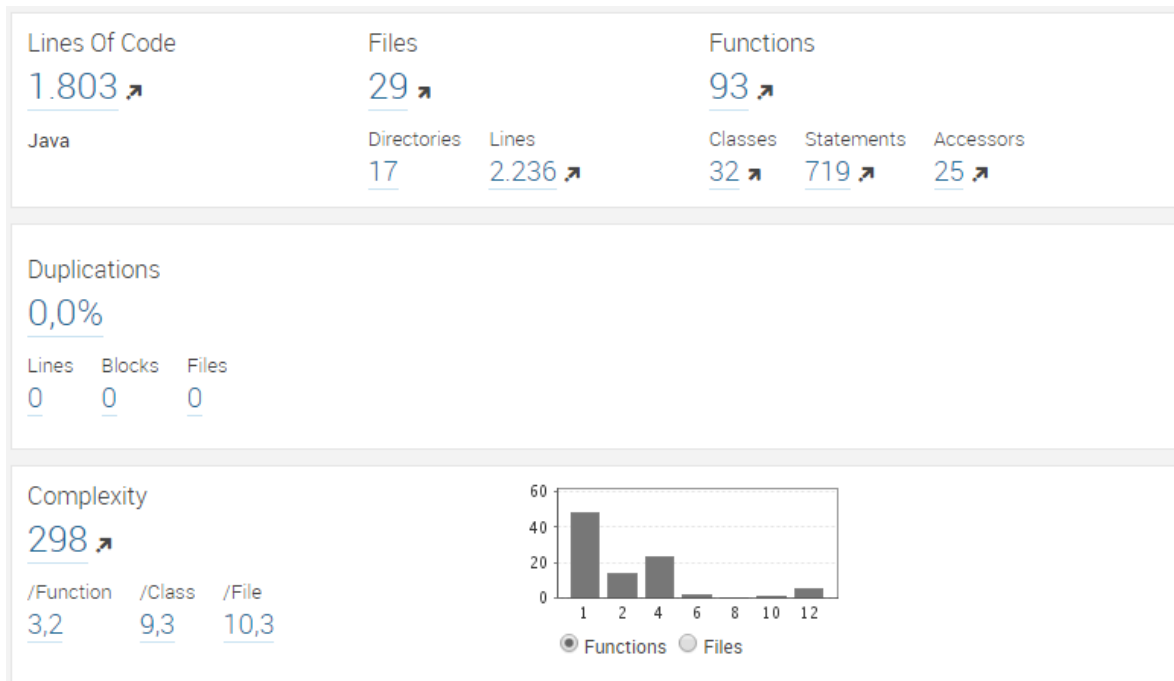 Lines Of Code Files Functions
1.803 29 93
Java Directories Lines Classes Statements Accessors
17 2.236 32 719 25
Duplications
0,0%
Lines Blocks Files
0 0 0
Complexity
298
/Function /Class /File
3,2 9,3 10,3
60
40
20
0
1 2 4 6 8 10 12
Functions Files